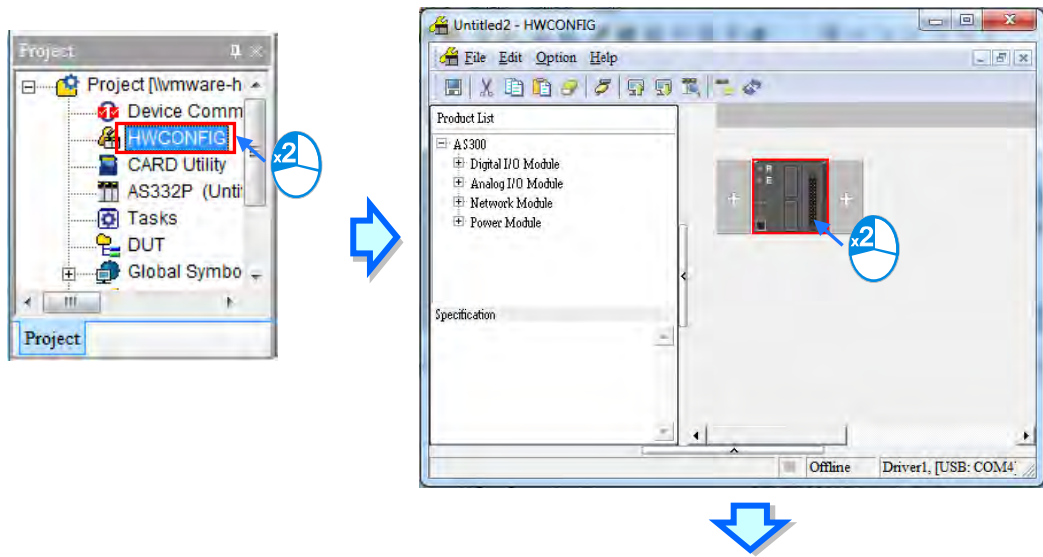 Project
Project [\\vmware-h
Device Comm
HWCONFIG
x2
CARD Utility
AS332P (Unti
Tasks
DUT
Global Symbo
Project
Untitled2 - HWCONFIG
File Edit Option Help
Product List
AS300
Digital I/O Module
Analog I/O Module
Network Module
Power Module
R
E
x2
Specification
Offline Driver1, [USB: COM4]